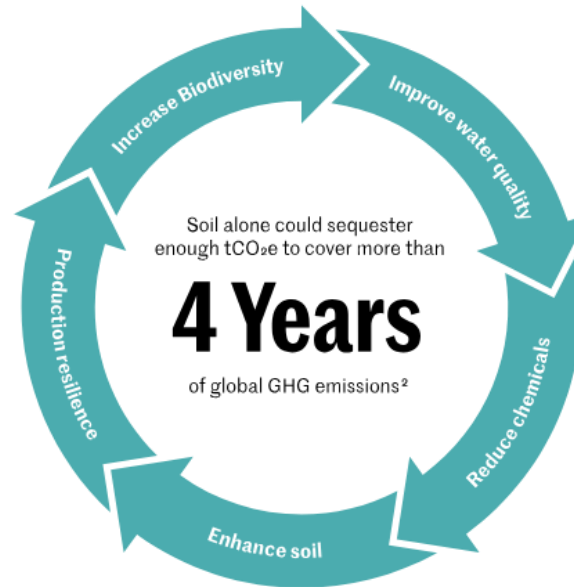 Increase Biodiversity
Improve water quality
Reduce chemicals
Enhance soil
Production resilience
Soil alone could sequester
enough tCO₂e to cover more than
4 Years
of global GHG emissions²